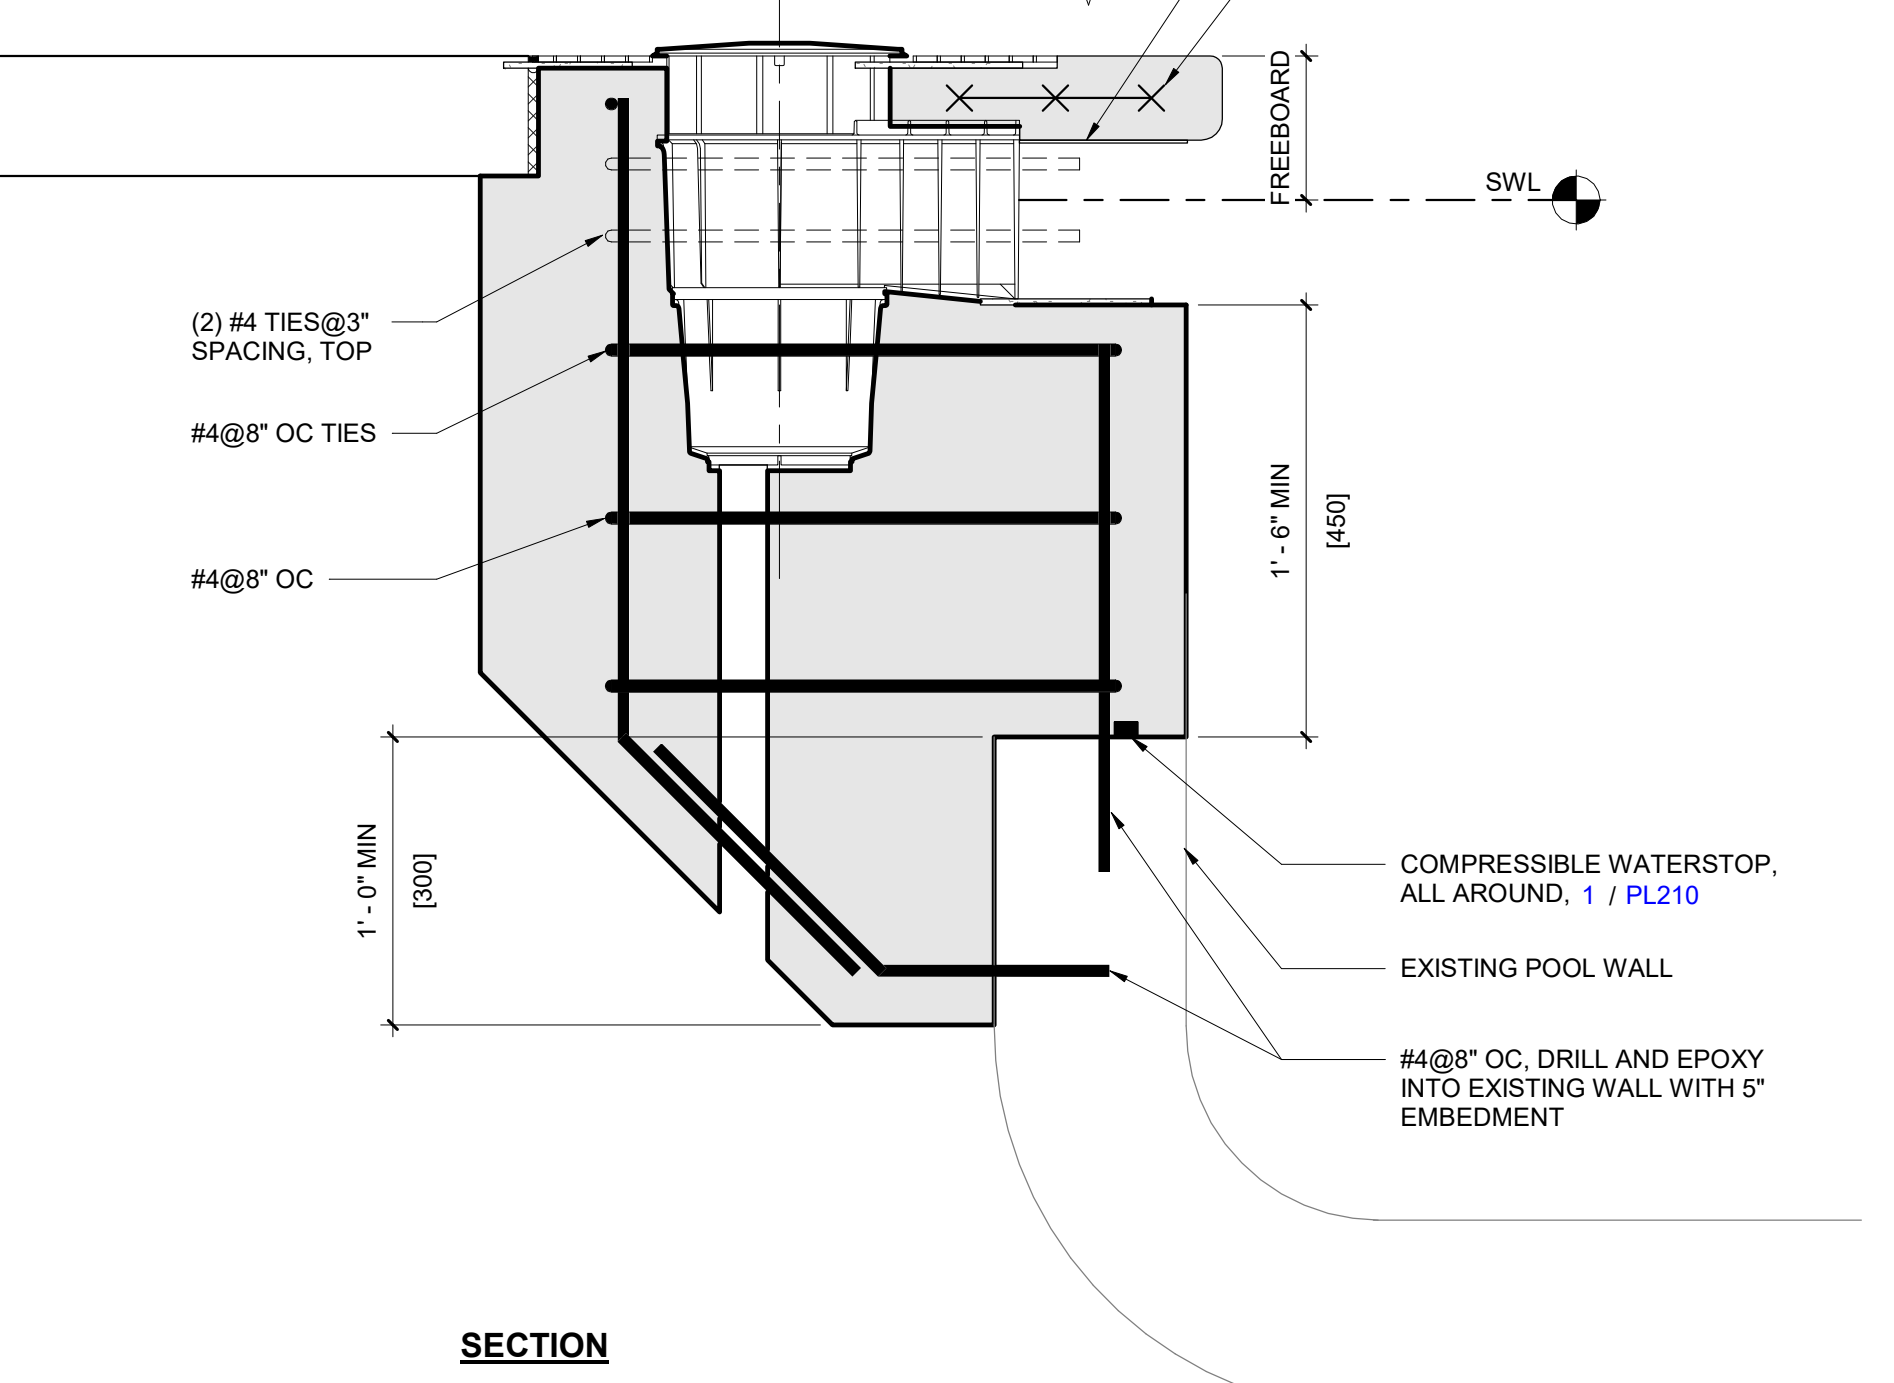 FREEBOARD
SWL
(2) #4 TIES@3"
SPACING, TOP
#4@8" OC TIES
#4@8" OC
1' - 6" MIN
[450]
1' - 0" MIN
[300]
COMPRESSIBLE WATERSTOP,
ALL AROUND, 1 / PL210
EXISTING POOL WALL
#4@8" OC, DRILL AND EPOXY
INTO EXISTING WALL WITH 5"
EMBEDMENT
SECTION